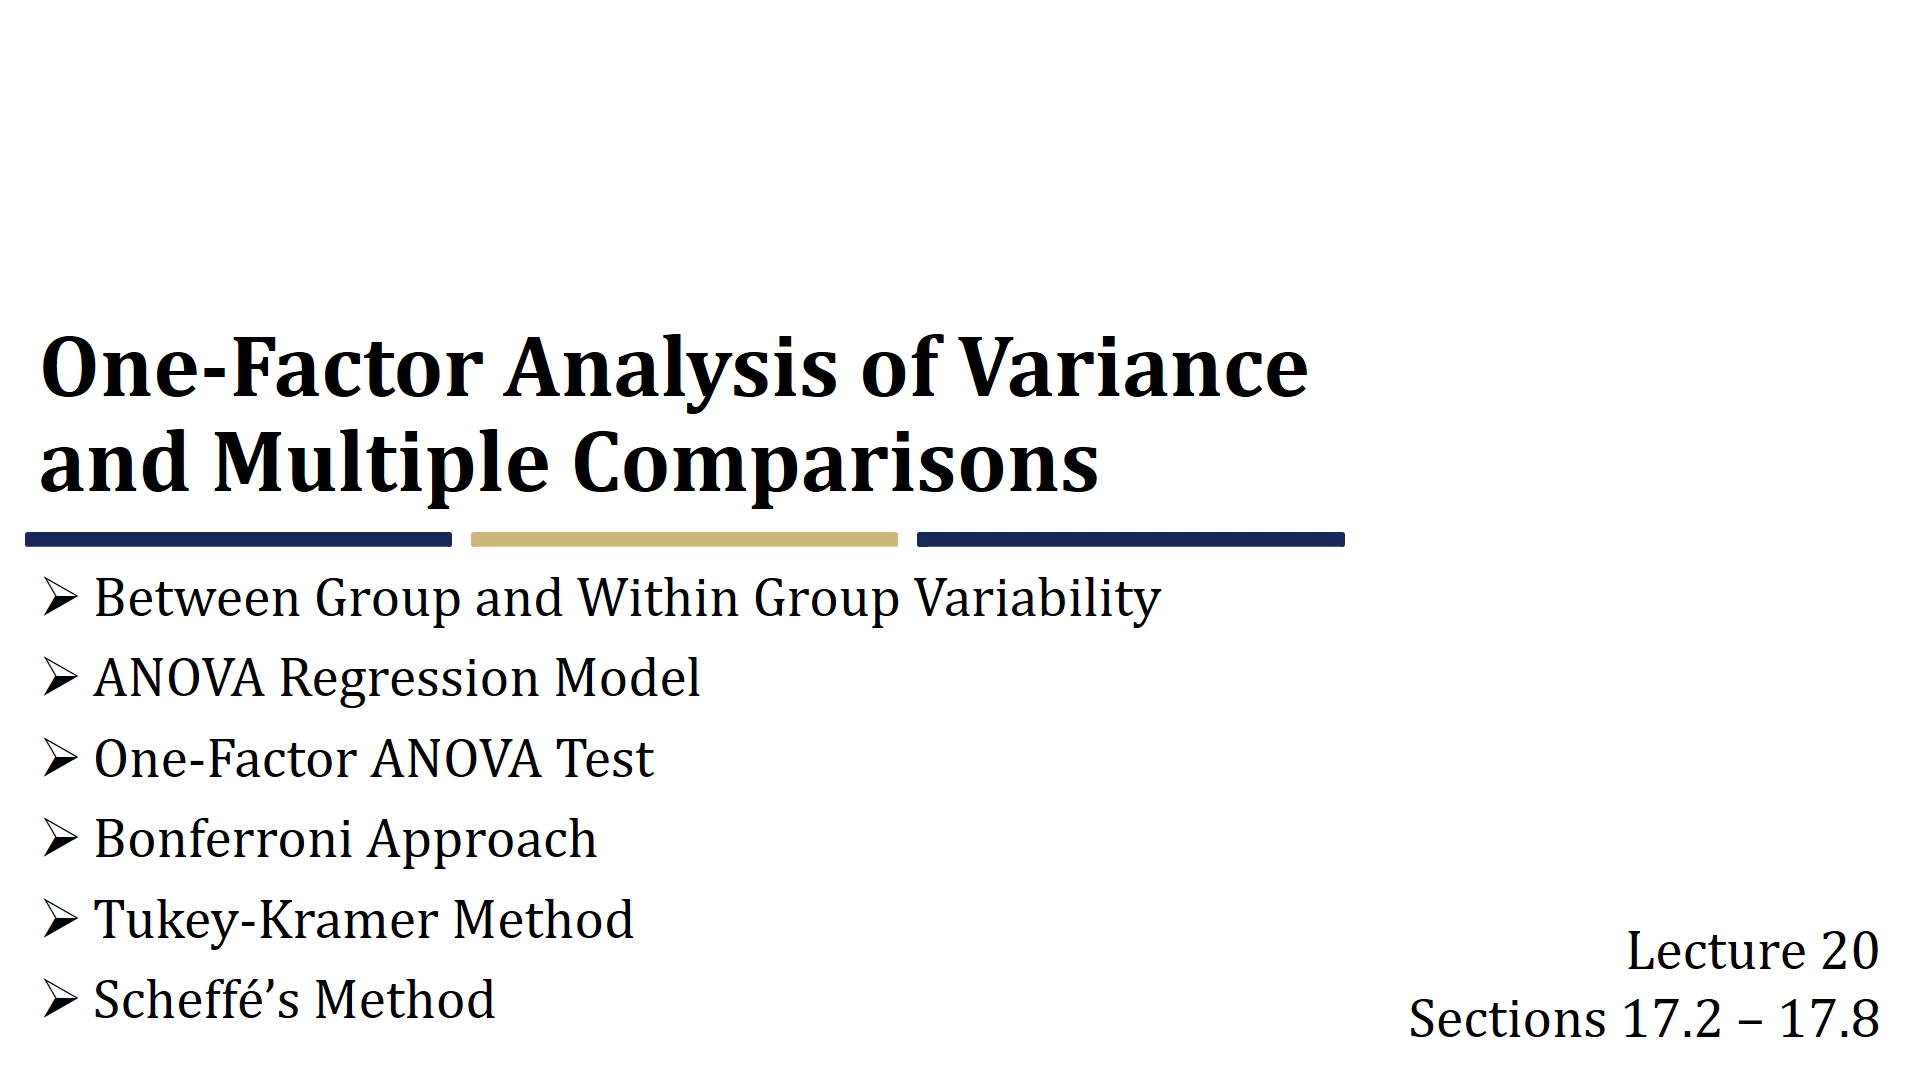 One-Factor Analysis of Variance
and Multiple Comparisons
➢ Between Group and Within Group Variability
➢ ANOVA Regression Model
➢ One-Factor ANOVA Test
➢ Bonferroni Approach
➢ Tukey-Kramer Method
➢ Scheffé’s Method
Lecture 20
Sections 17.2 – 17.8